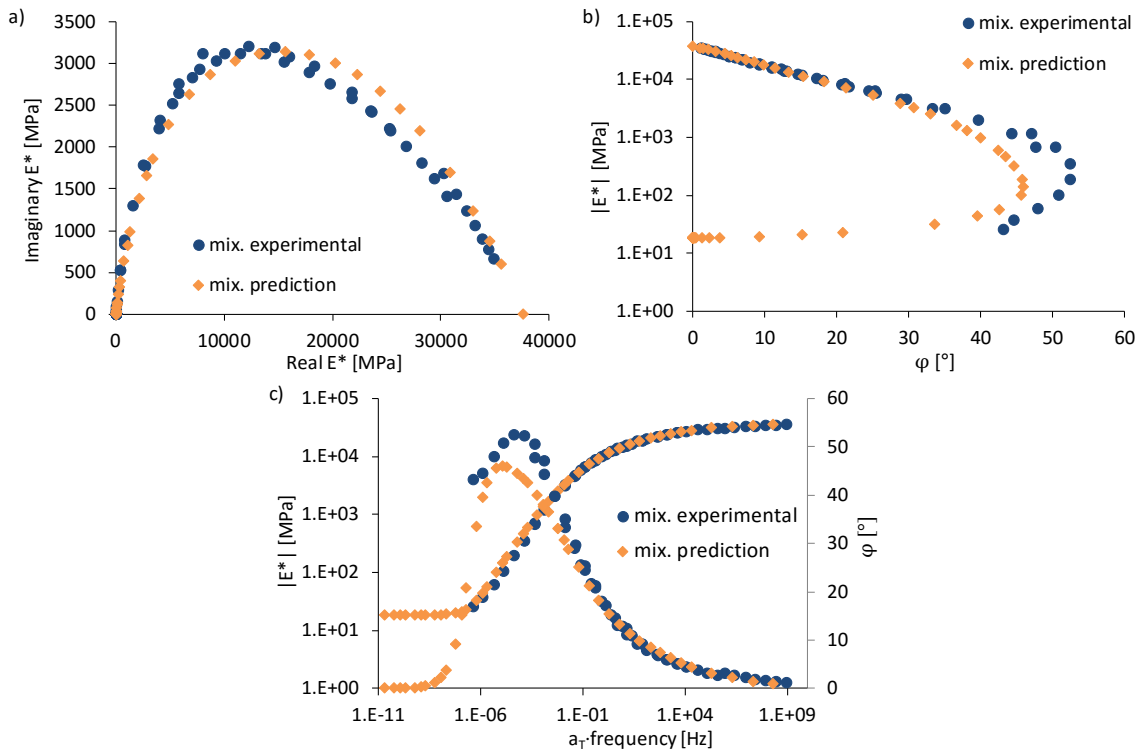 a)
3500
3000
2500
2000
1500
1000
500
0
Imaginary E* [MPa]
mix. experimental
mix. prediction
0
10000
20000
30000
40000
Real E* [MPa]
b)
1.E+05
1.E+04
1.E+03
1.E+02
1.E+01
1.E+00
|E*| [MPa]
mix. experimental
mix. prediction
0
10
20
30
40
50
60
φ [°]
c)
1.E+05
1.E+04
1.E+03
1.E+02
1.E+01
1.E+00
|E*| [MPa]
mix. experimental
mix. prediction
60
50
40
30
20
10
0
φ [°]
1.E-11
1.E-06
1.E-01
1.E+04
1.E+09
a_T·frequency [Hz]